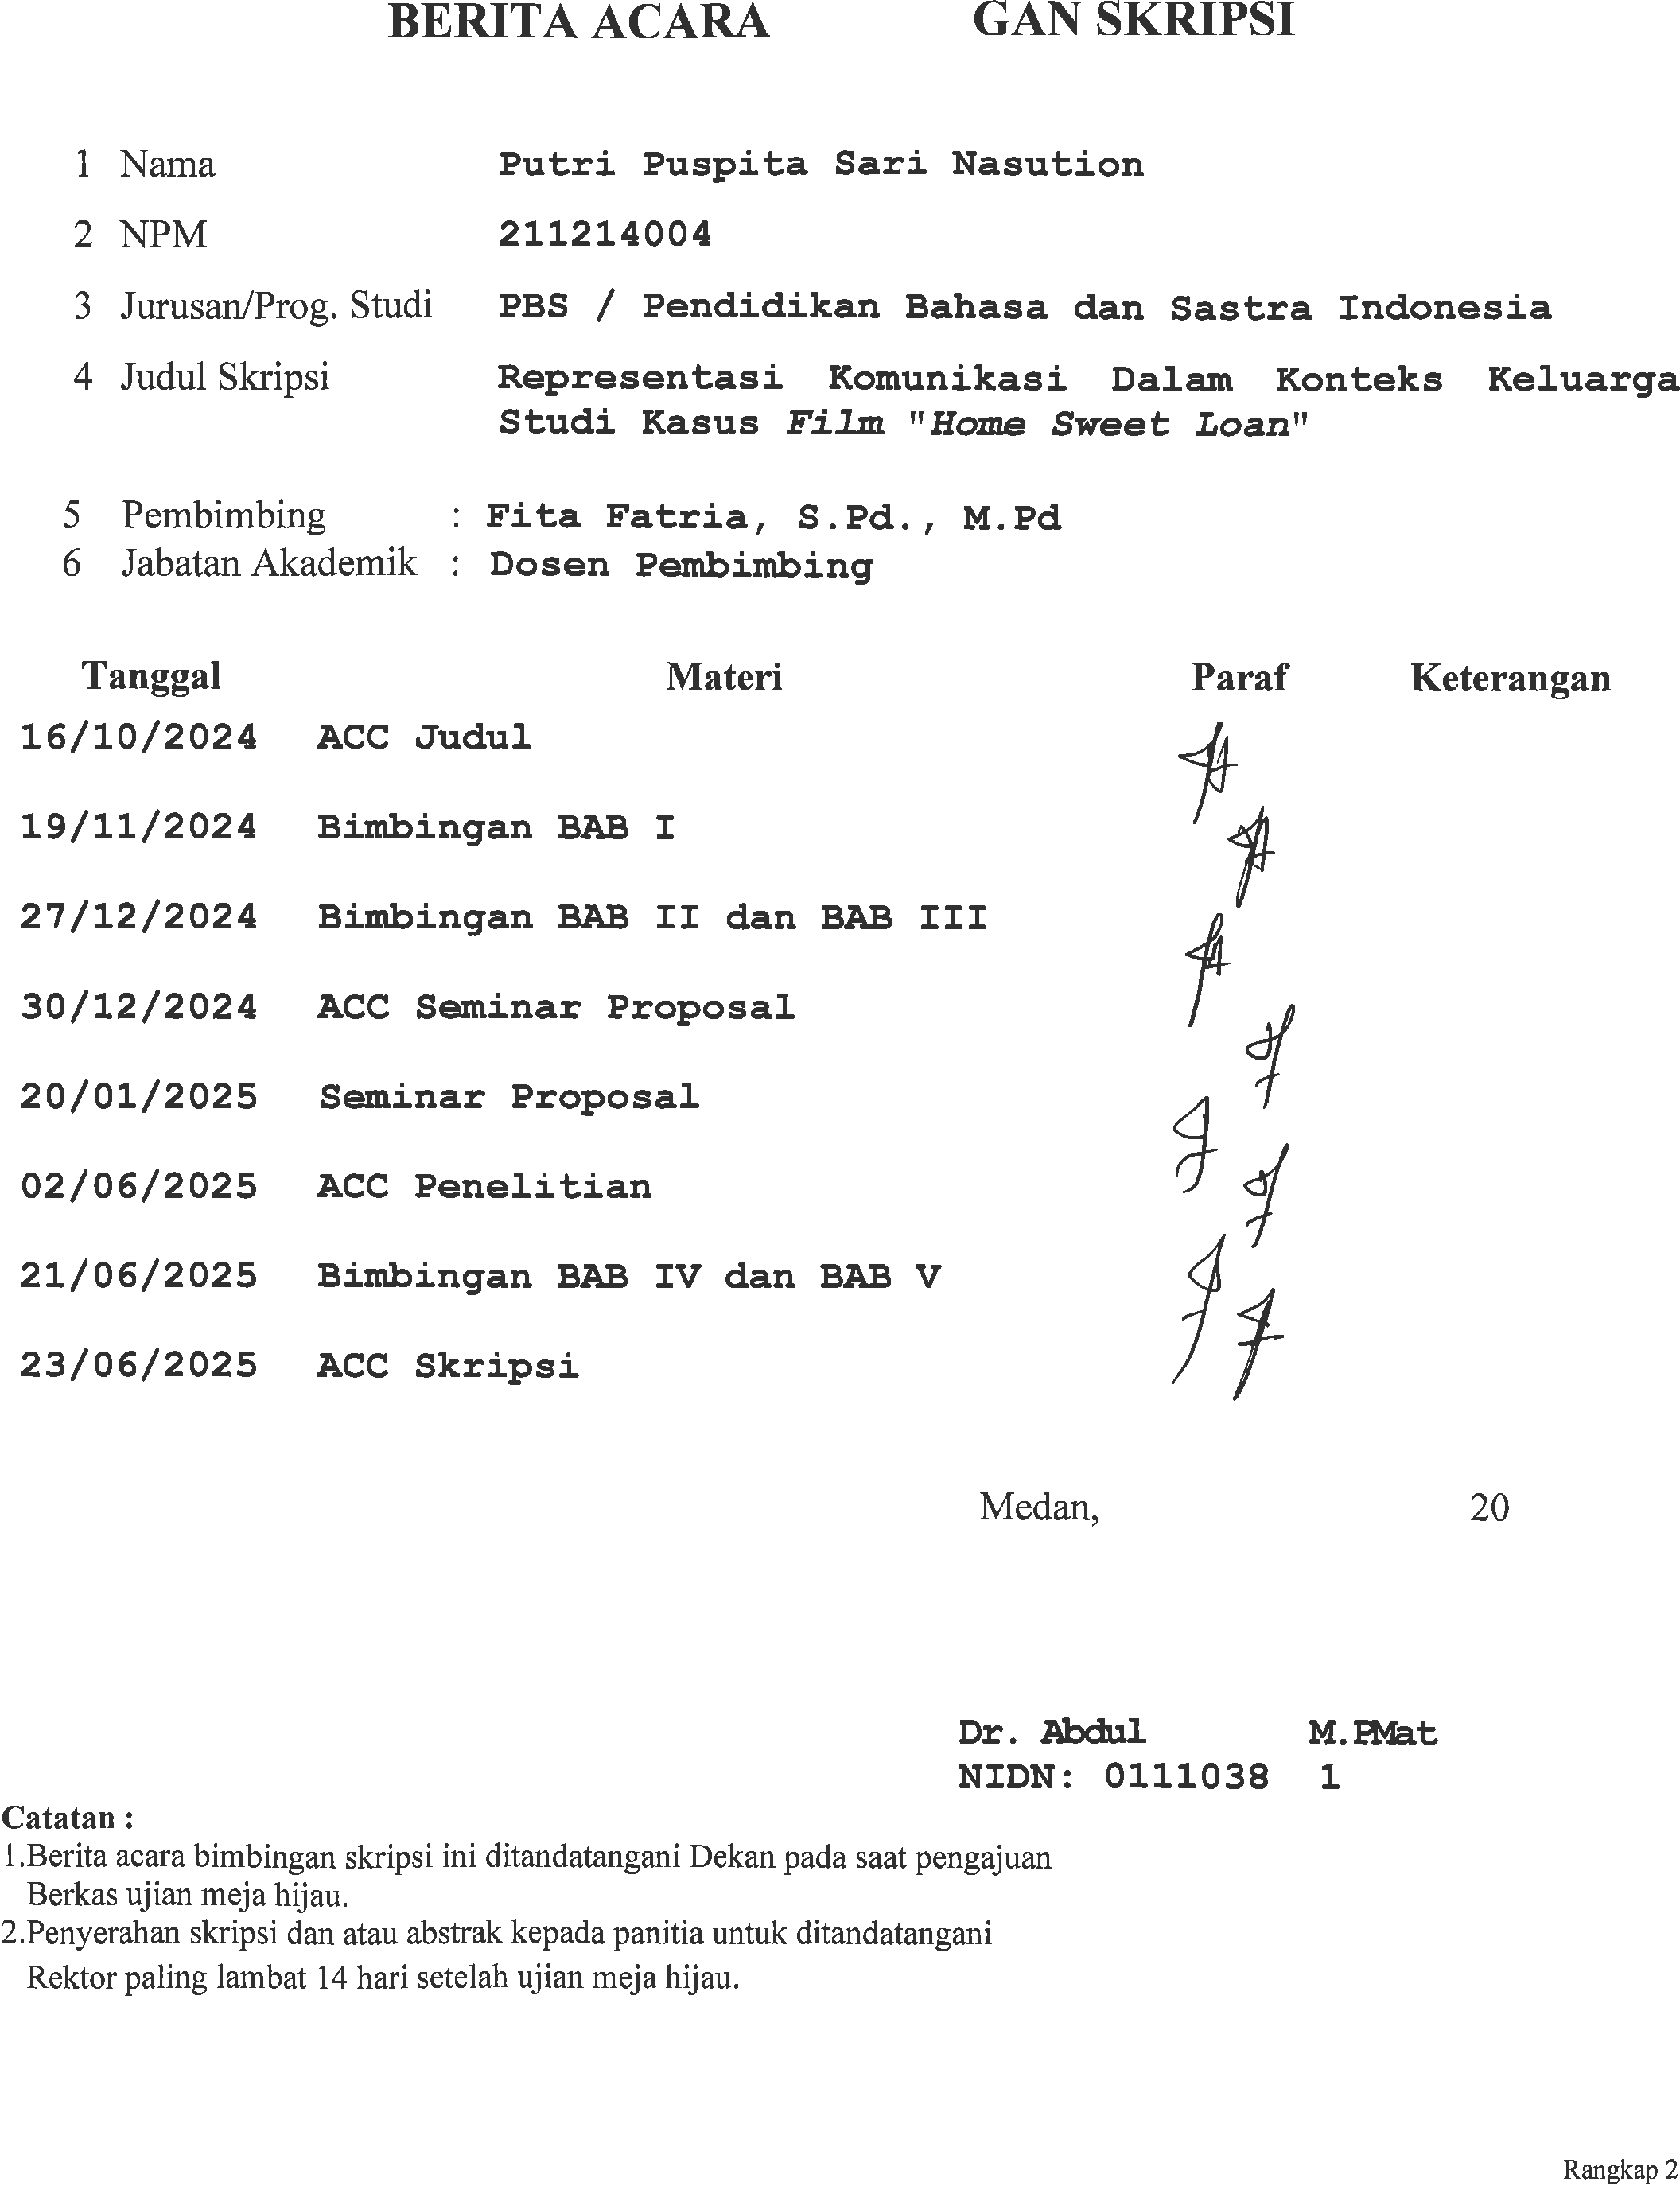 BERITA ACARA GAN SKRIPSI
1 Nama Putri Puspita Sari Nasution
2 NPM 211214004
3 Jurusan/Prog. Studi PBS / Pendidikan Bahasa dan Sastra Indonesia
4 Judul Skripsi Representasi Komunikasi Dalam Konteks Keluarga
Studi Kasus Film "Home Sweet Loan"
5 Pembimbing : Fita Fatria, S.Pd., M.Pd
6 Jabatan Akademik : Dosen Pembimbing
Tanggal Materi Paraf Keterangan
16/10/2024 ACC Judul
19/11/2024 Bimbingan BAB I
27/12/2024 Bimbingan BAB II dan BAB III
30/12/2024 ACC Seminar Proposal
20/01/2025 Seminar Proposal
02/06/2025 ACC Penelitian
21/06/2025 Bimbingan BAB IV dan BAB V
23/06/2025 ACC Skripsi
Medan, 20
Dr. Abdul M.PMat
NIDN: 0111038 1
Catatan :
1.Berita acara bimbingan skripsi ini ditandatangani Dekan pada saat pengajuan
Berkas ujian meja hijau.
2.Penyerahan skripsi dan atau abstrak kepada panitia untuk ditandatangani
Rektor paling lambat 14 hari setelah ujian meja hijau.
Rangkap 2